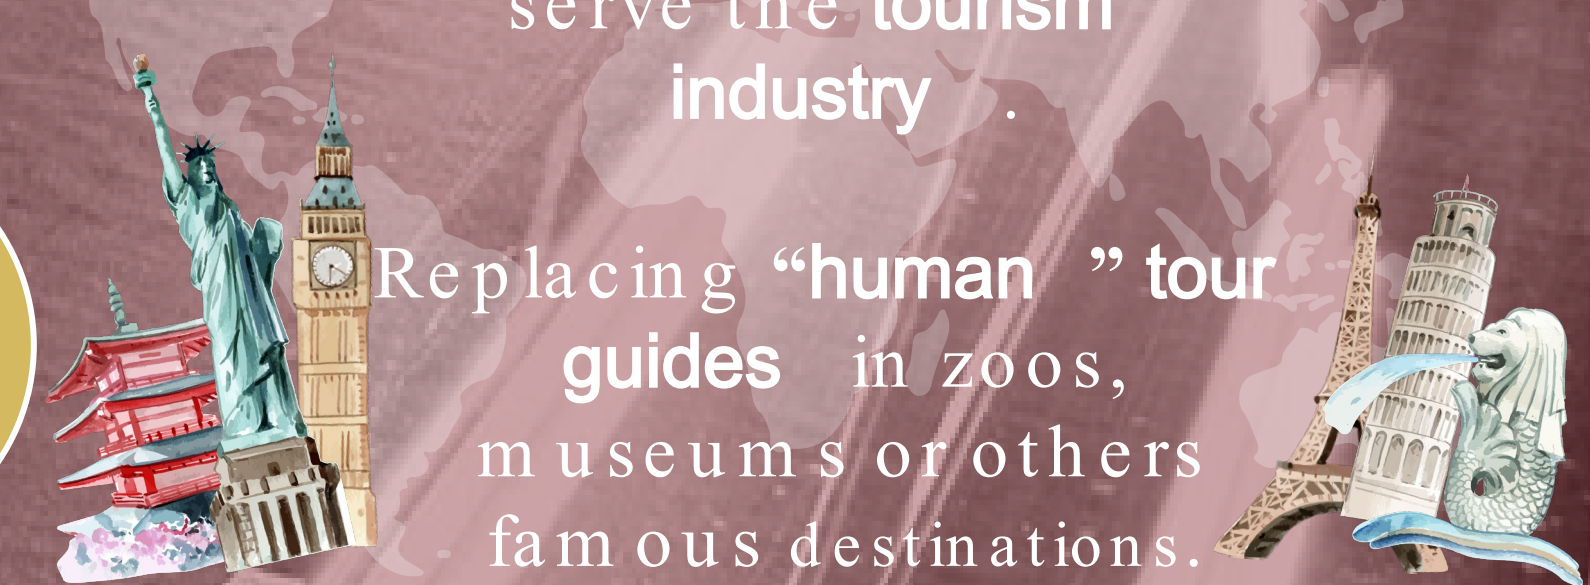 serve the tourism
industry .
Replacing “human ” tour
guides in zoos,
museums or others
famous destinations.